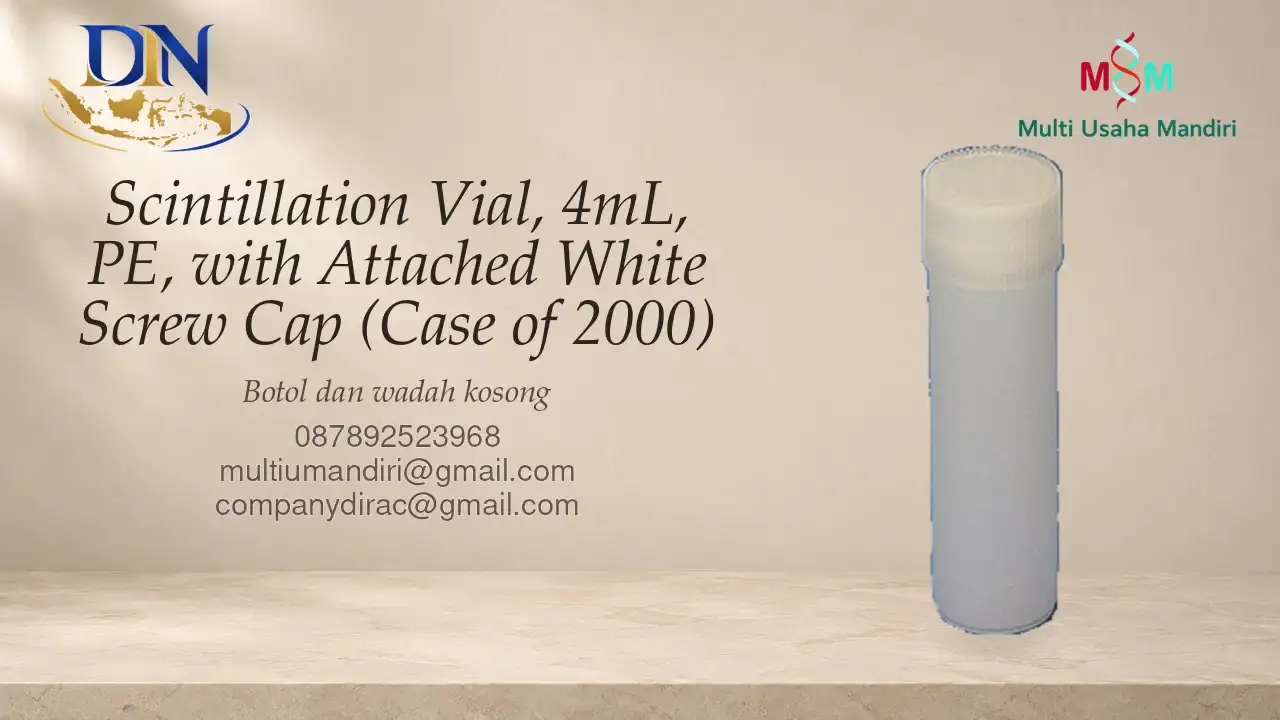 DIN
MSM
Multi Usaha Mandiri
Scintillation Vial, 4mL,
PE, with Attached White
Screw Cap (Case of 2000)
Botol dan wadah kosong
087892523968
multiumandiri@gmail.com
companydirac@gmail.com